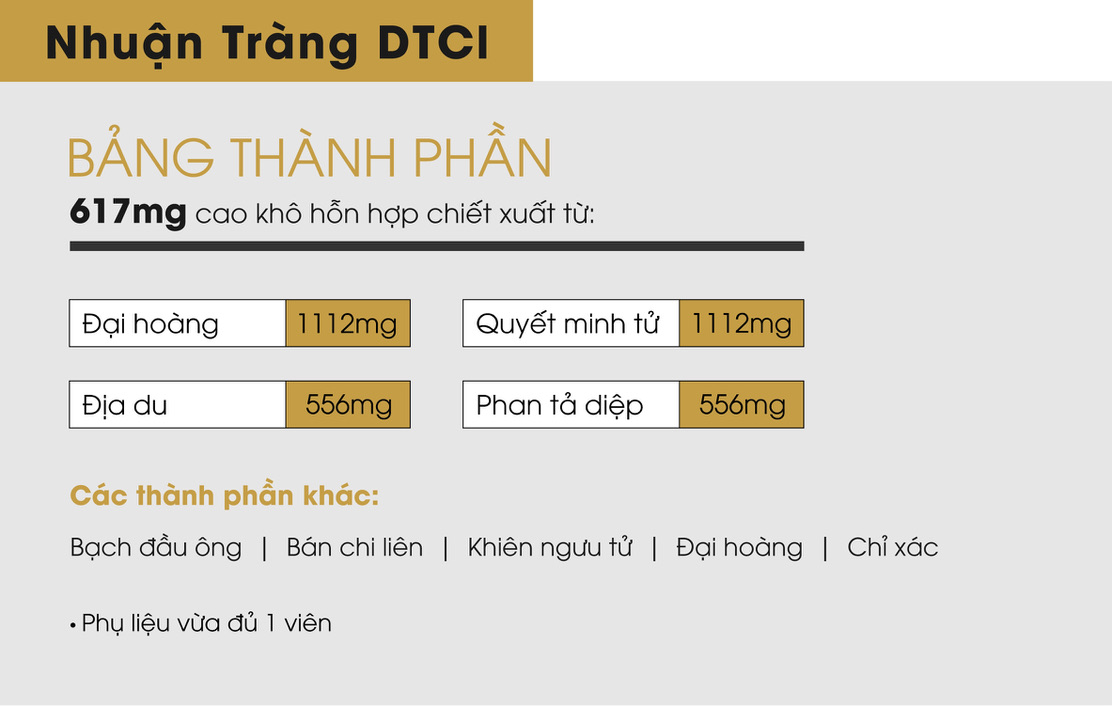 Nhuận Tràng DTCI
BẢNG THÀNH PHẦN
617mg cao khô hỗn hợp chiết xuất từ:
Đại hoàng 1112mg
Quyết minh tử 1112mg
Địa du 556mg
Phan tả diệp 556mg
Các thành phần khác:
Bạch đầu ông | Bán chi liên | Khiên ngưu tử | Đại hoàng | Chỉ xác
• Phụ liệu vừa đủ 1 viên